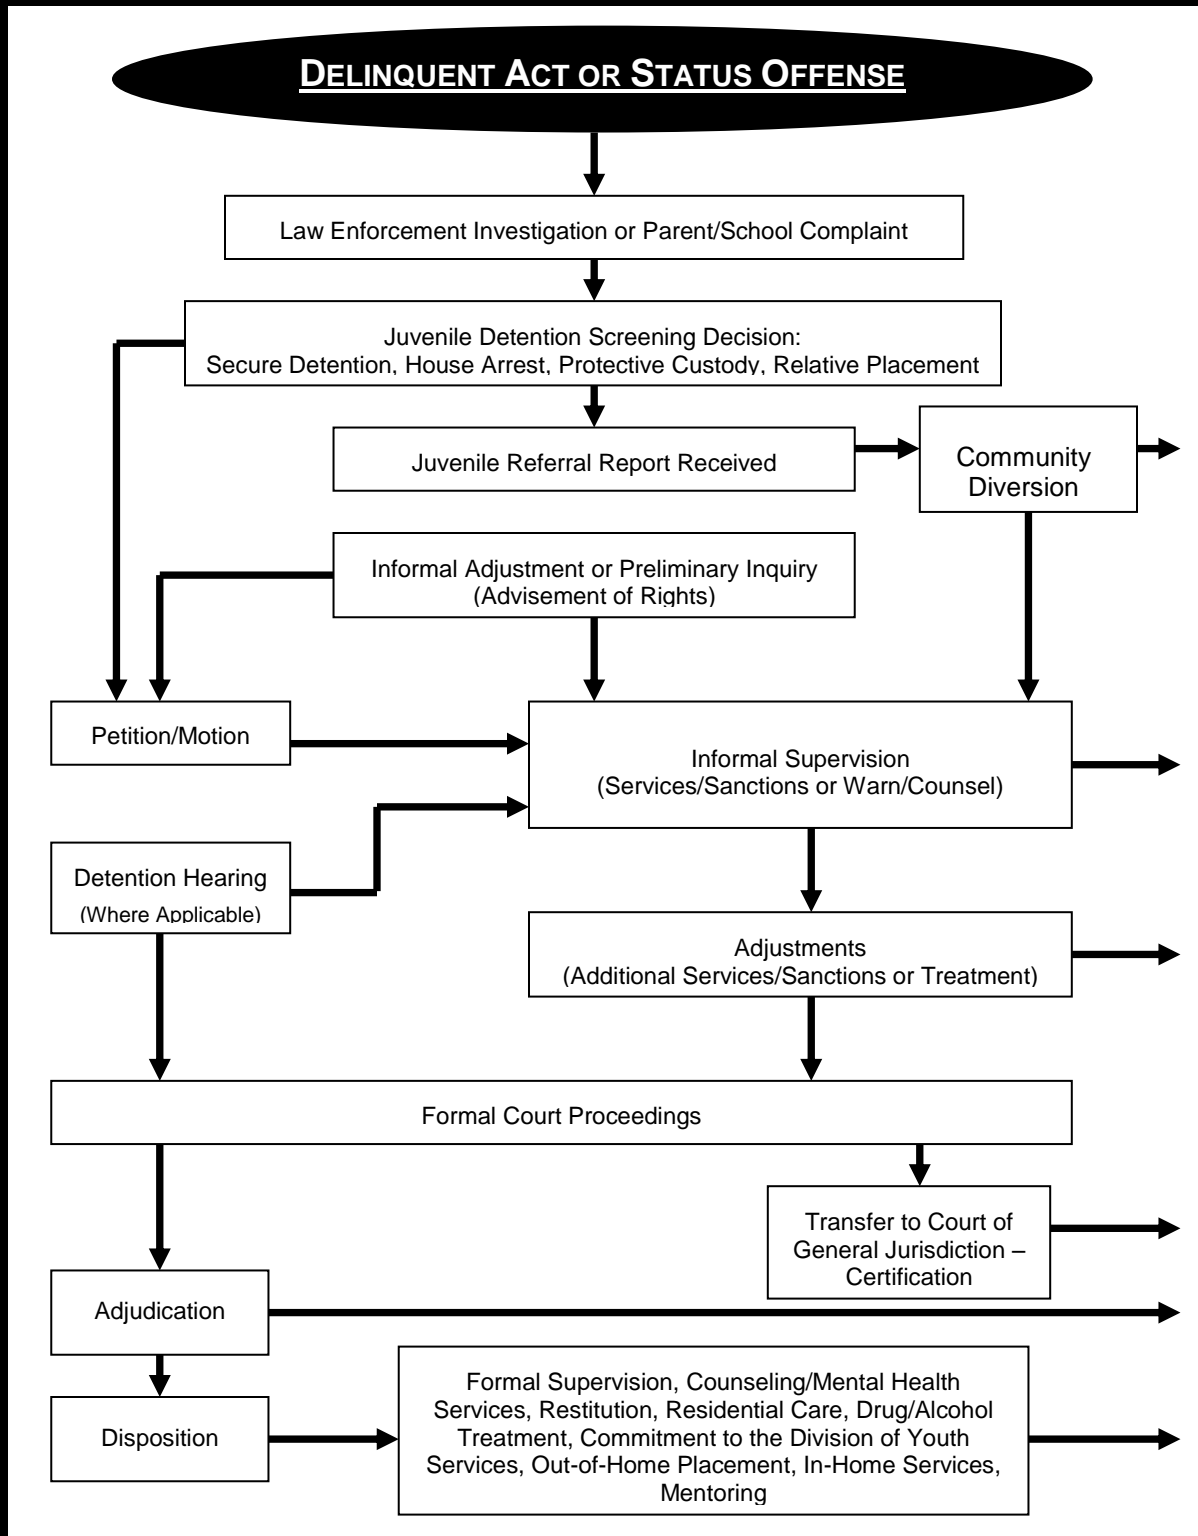 DELINQUENT ACT OR STATUS OFFENSE
Law Enforcement Investigation or Parent/School Complaint
Juvenile Detention Screening Decision:
Secure Detention, House Arrest, Protective Custody, Relative Placement
Juvenile Referral Report Received
Community
Diversion
Informal Adjustment or Preliminary Inquiry
(Advisement of Rights)
Petition/Motion
Informal Supervision
(Services/Sanctions or Warn/Counsel)
Detention Hearing
(Where Applicable)
Adjustments
(Additional Services/Sanctions or Treatment)
Formal Court Proceedings
Transfer to Court of
General Jurisdiction –
Certification
Adjudication
Disposition
Formal Supervision, Counseling/Mental Health
Services, Restitution, Residential Care, Drug/Alcohol
Treatment, Commitment to the Division of Youth
Services, Out-of-Home Placement, In-Home Services,
Mentoring